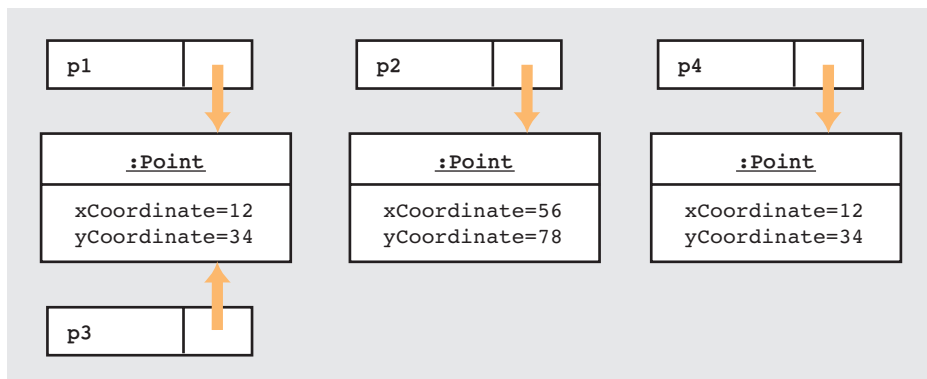 p1
p2
p4
:Point
:Point
:Point
xCoordinate=12
yCoordinate=34
xCoordinate=56
yCoordinate=78
xCoordinate=12
yCoordinate=34
p3